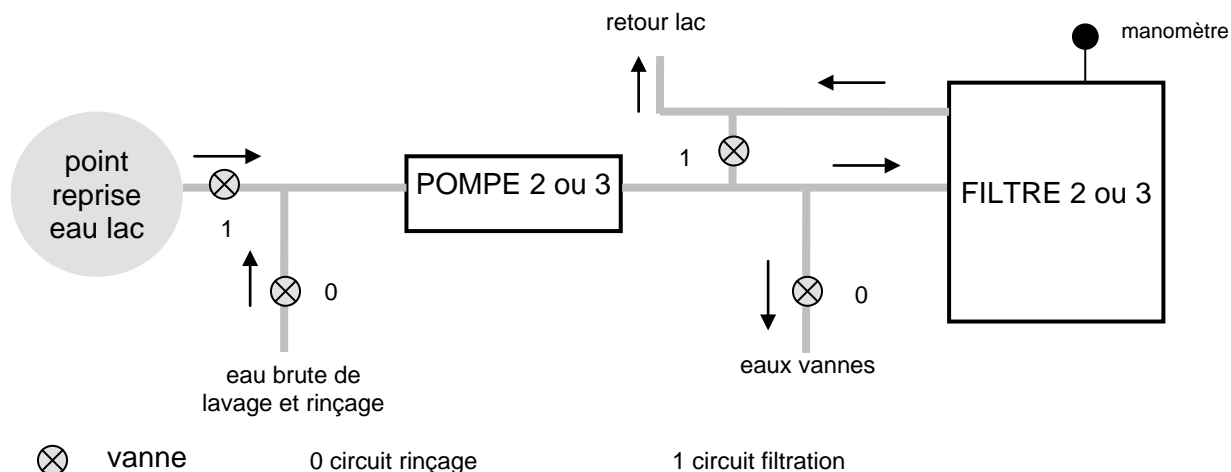 retour lac
manomètre
point
reprise
eau lac
1
POMPE 2 ou 3
1
FILTRE 2 ou 3
0
0
eau brute de
lavage et rinçage
eaux vannes
vanne
0 circuit rinçage
1 circuit filtration